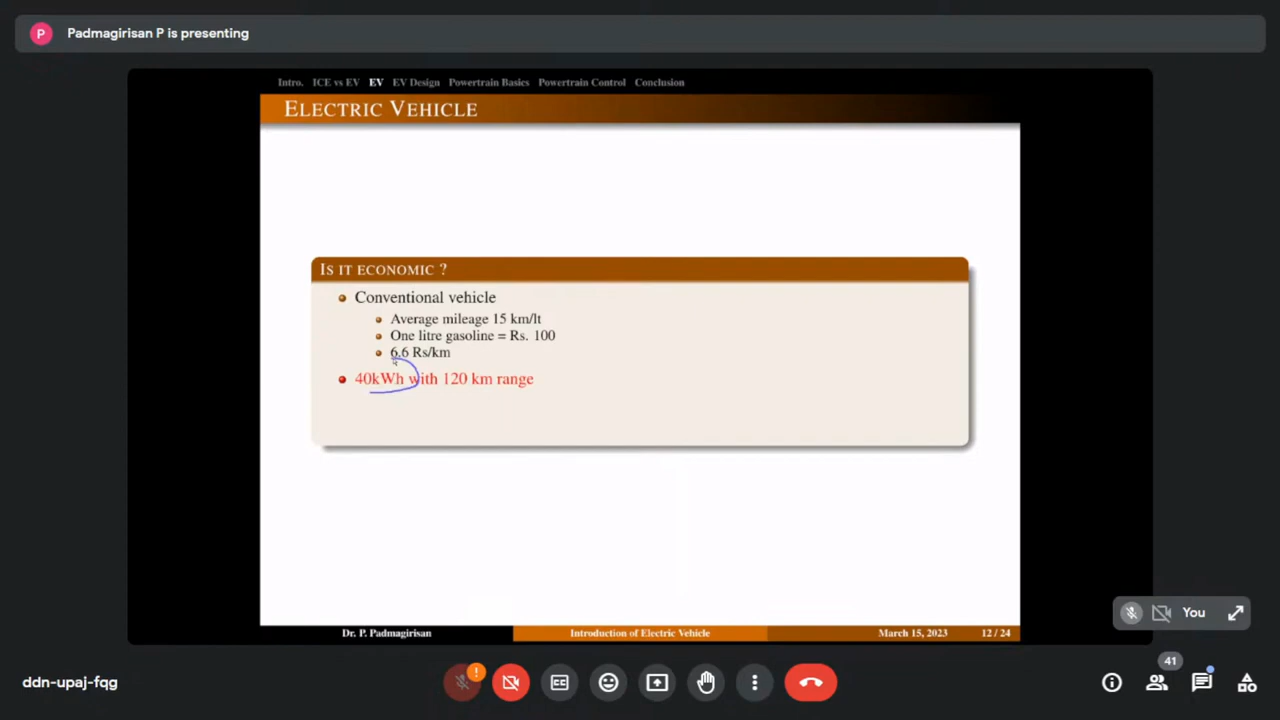 P Padmagirisan P is presenting
Intro. ICE vs EV EV EV Design Powertrain Basics Powertrain Control Conclusion
ELECTRIC VEHICLE
IS IT ECONOMIC ?
Conventional vehicle
Average mileage 15 km/lt
One litre gasoline = Rs. 100
6.6 Rs/km
40kWh with 120 km range
You
Dr. P. Padmagirisan Introduction of Electric Vehicle March 15, 2023 12 / 24
ddn-upaj-fqg ! CC 41